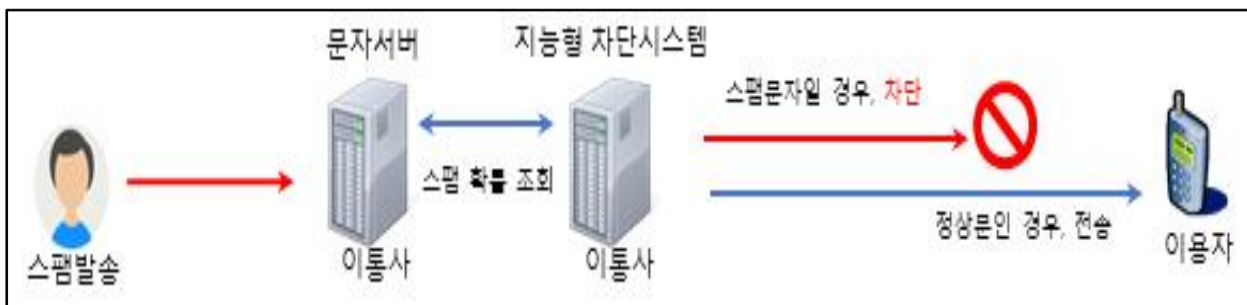 문자서버
지능형 차단시스템
스팸문자일 경우, 차단
스팸 확률 조회
정상문인 경우, 전송
스팸발송
이통사
이통사
이용자